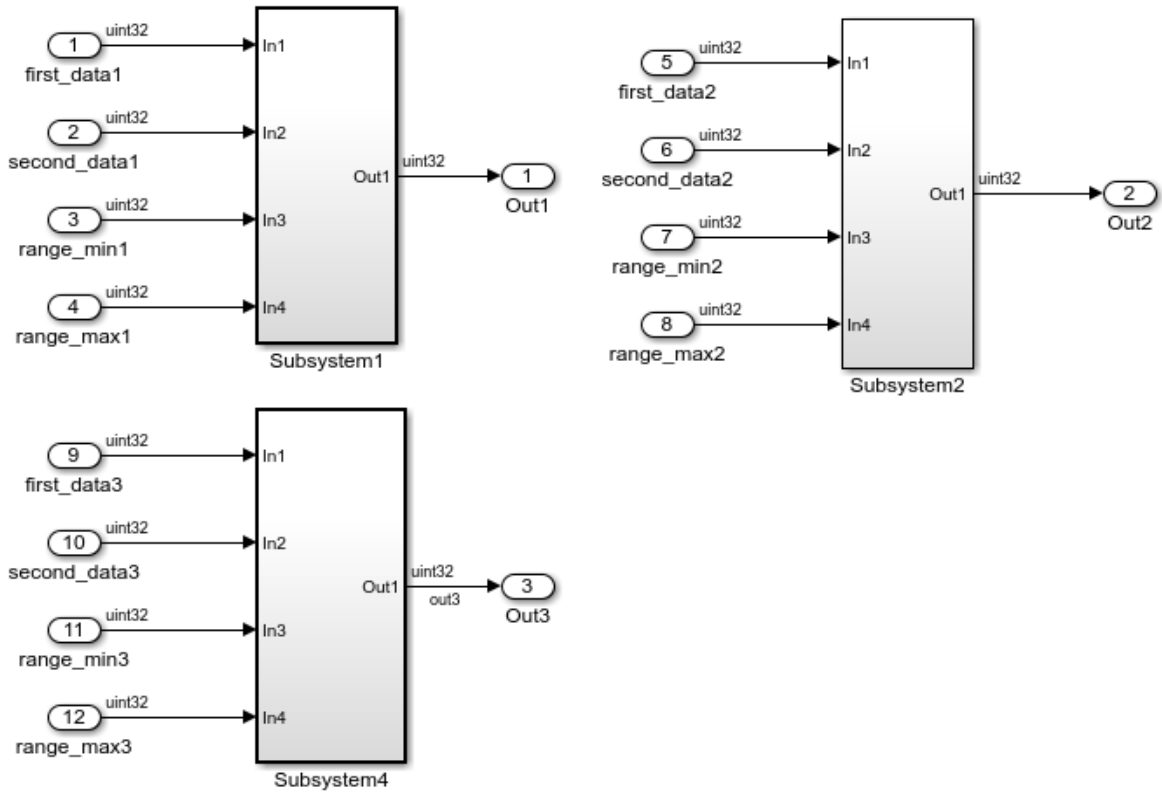 1
uint32
In1
first_data1
2
uint32
In2
second_data1
3
uint32
In3
range_min1
4
uint32
In4
range_max1
Out1
uint32
1
Out1
Subsystem1
5
uint32
In1
first_data2
6
uint32
In2
second_data2
7
uint32
In3
range_min2
8
uint32
In4
range_max2
Out1
uint32
2
Out2
Subsystem2
9
uint32
In1
first_data3
10
uint32
In2
second_data3
11
uint32
In3
range_min3
12
uint32
In4
range_max3
Out1
uint32
out3
3
Out3
Subsystem4